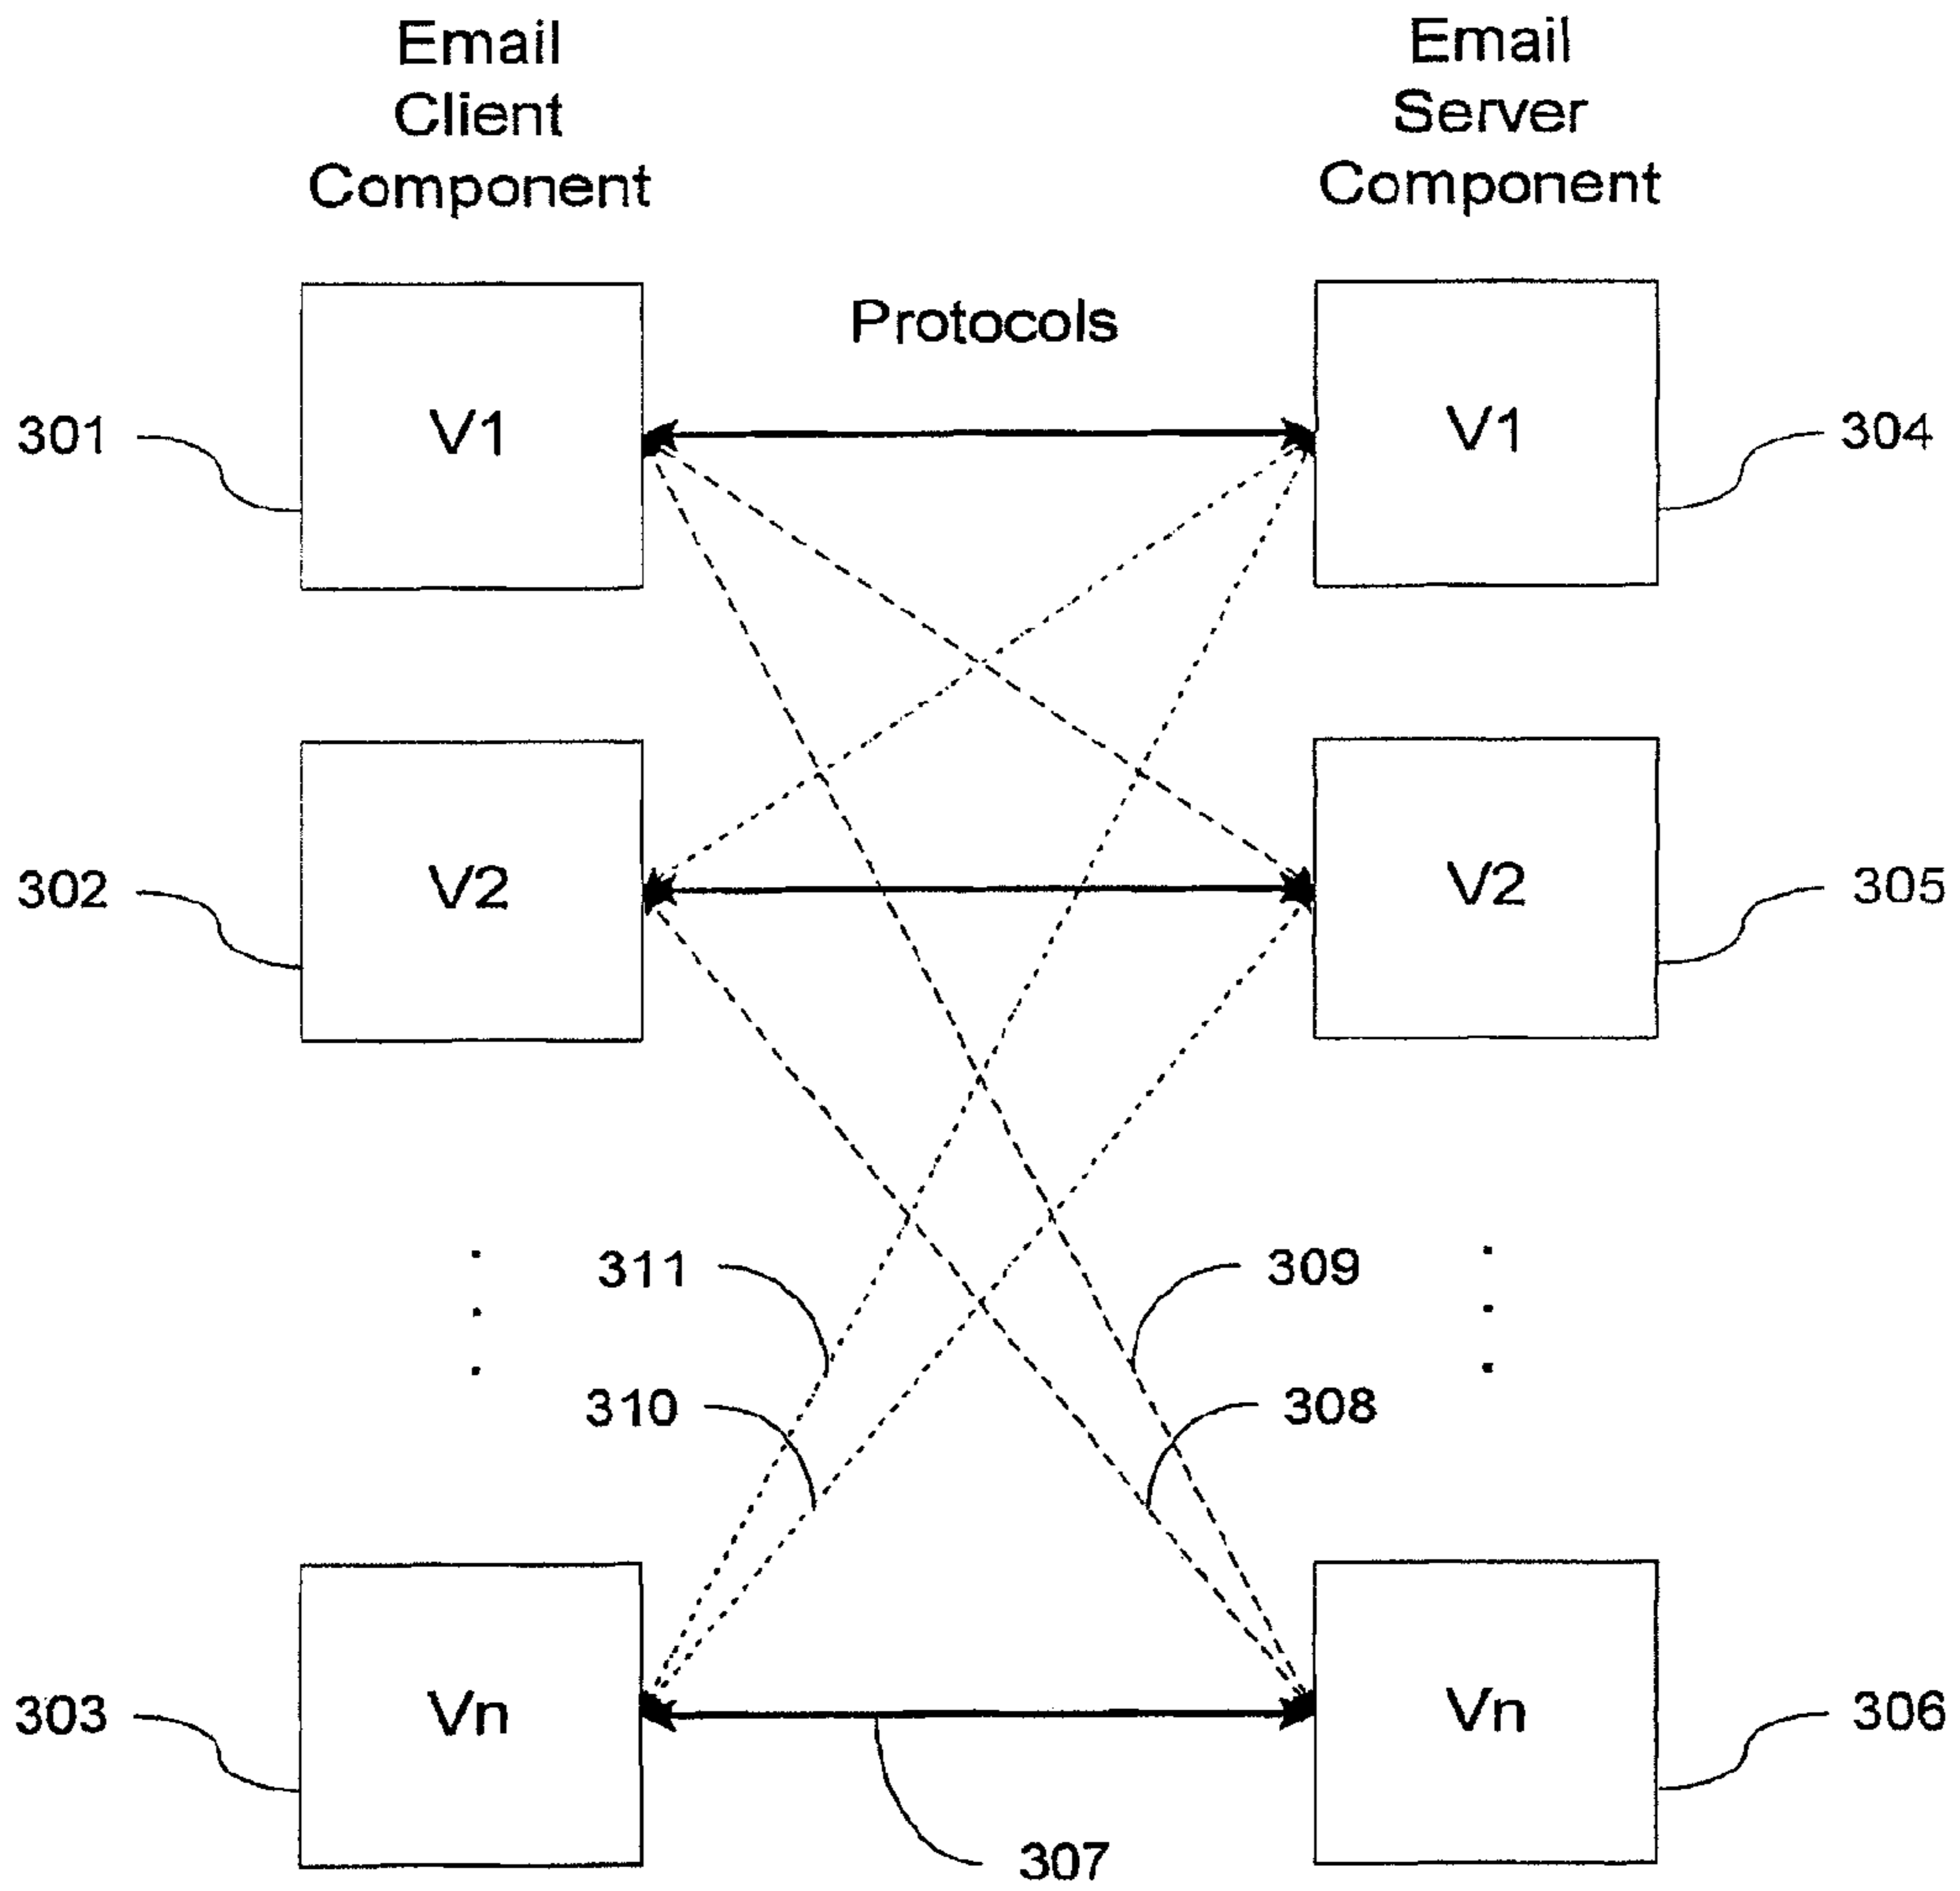 Email
Client
Component
Email
Server
Component
Protocols
301
V1
V1
304
302
V2
V2
305
311
309
310
308
303
Vn
Vn
306
307